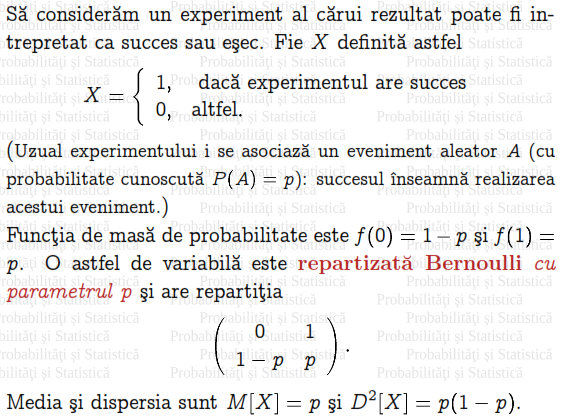 Să considerăm un experiment al cărui rezultat poate fi in-
trepretat ca succes sau eșec. Fie X definită astfel
X = { 1, dacă experimentul are succes
0, altfel.
(Uzual experimentului i se asociază un eveniment aleator A (cu
probabilitate cunoscută P(A) = p): succesul înseamnă realizarea
acestui eveniment.)
Funcţia de masă de probabilitate este f(0) = 1 − p şi f(1) =
p. O astfel de variabilă este repartizată Bernoulli cu
parametrul p şi are repartiţia
( 0 1
1 − p p ).
Media şi dispersia sunt M[X] = p şi D²[X] = p(1 − p).